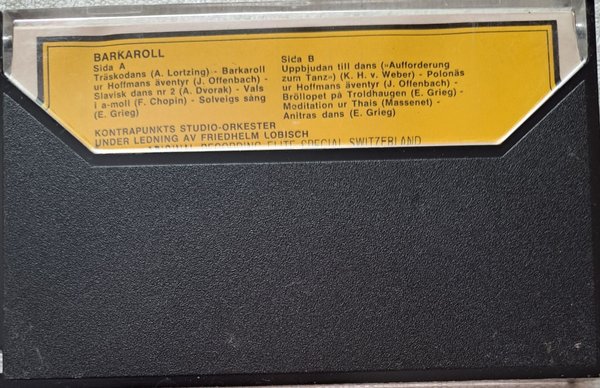 BARKAROLL
Sida A
Träskodans (A. Lortzing) - Barkaroll
ur Hoffmans äventyr (J. Offenbach) -
Slavisk dans nr 2 (A. Dvorak) - Vals
i a-moll (F. Chopin) - Solveigs sång
(E. Grieg)
Sida B
Uppbjudan till dans (»Aufforderung
zum Tanz») (K. H. v. Weber) - Polonäs
ur Hoffmans äventyr (J. Offenbach) -
Bröllopet på Troldhaugen (E. Grieg) -
Moditation ur Thais (Massenet) -
Anitras dans (E. Grieg)
KONTRAPUNKTS STUDIO-ORKESTER
UNDER LEDNING AV FRIEDHELM LOBISCH
ORIGINAL RECORDING ELITE SPECIAL SWITZERLAND